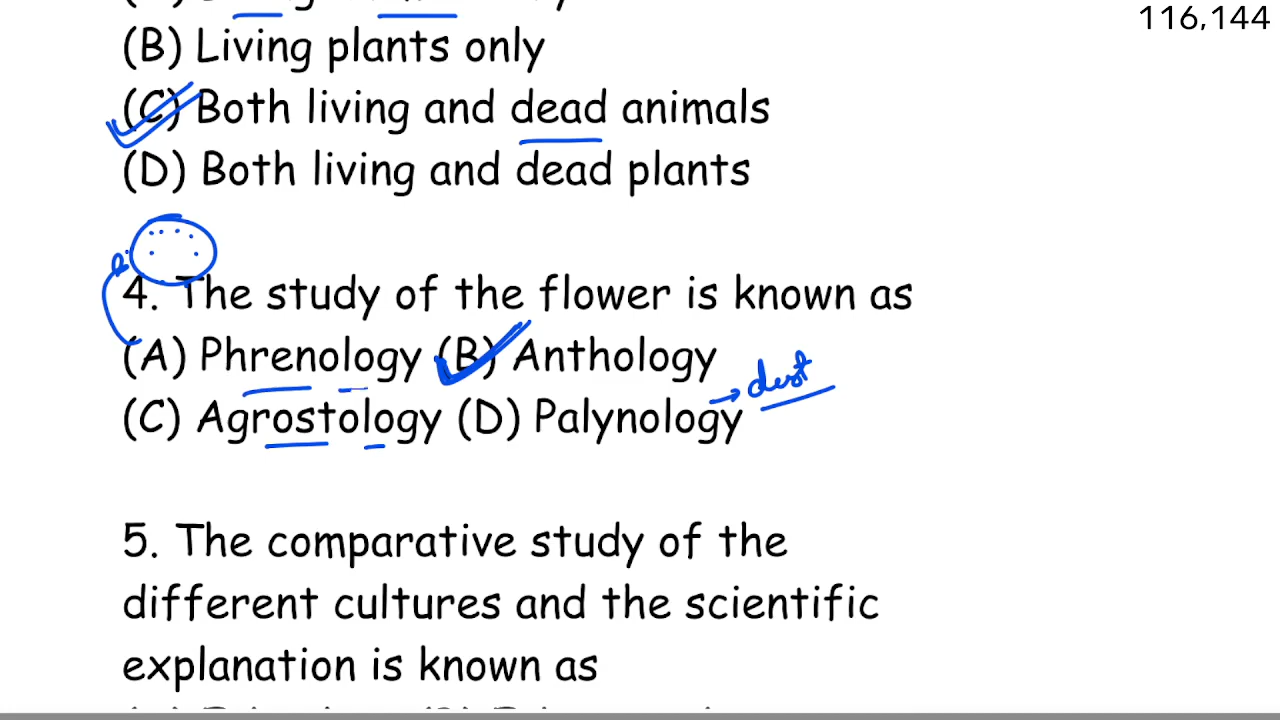 116,144
(B) Living plants only
(C) Both living and dead animals
(D) Both living and dead plants
4. The study of the flower is known as
(A) Phrenology (B) Anthology
(C) Agrostology (D) Palynology → dust
5. The comparative study of the
different cultures and the scientific
explanation is known as